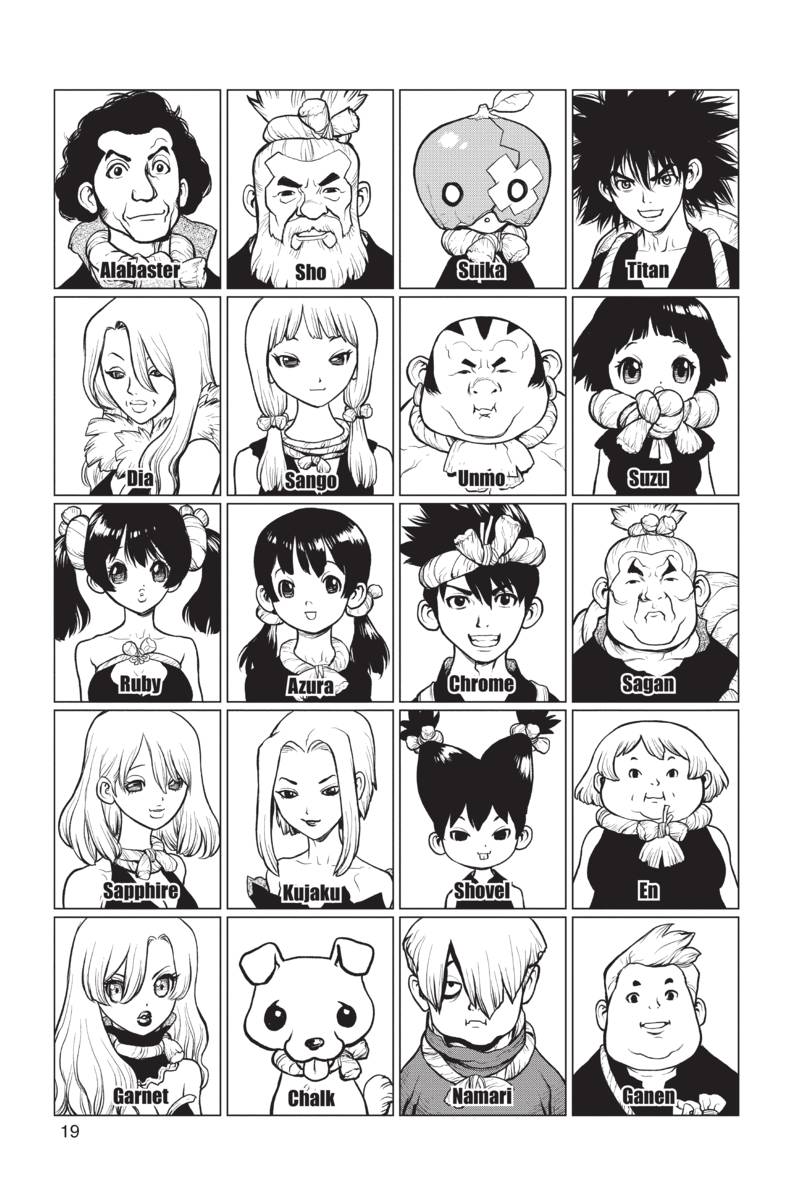 Alabaster
Sho
Suika
Titan
Dia
Sango
Unmo
Suzu
Ruby
Azura
Chrome
Sagan
Sapphire
Kujaku
Shovel
En
Garnet
Chalk
Namari
Ganen
19